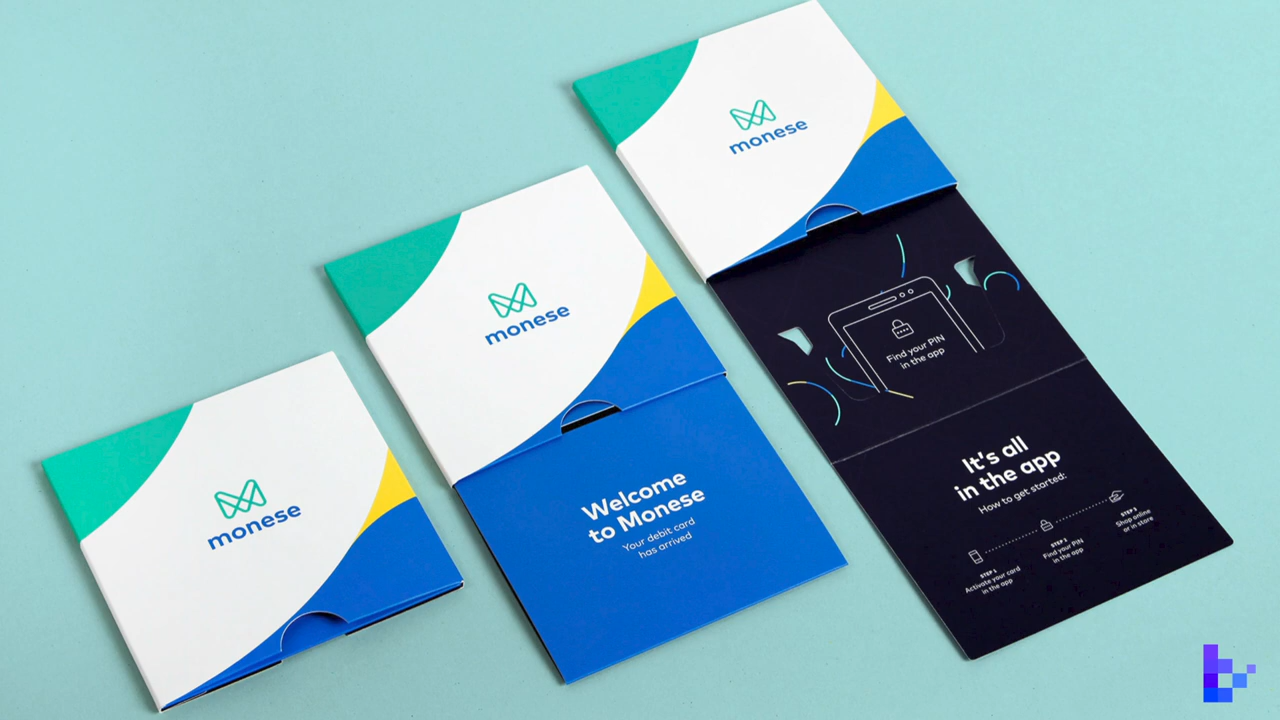 monese
monese
Welcome
to Monese
Your debit card
has arrived
monese
Find your PIN
in the app
It's all
in the app
How to get started:
STEP 1
Activate your card
in the app
STEP 2
Find your PIN
in the app
STEP 3
Shop online
or in store